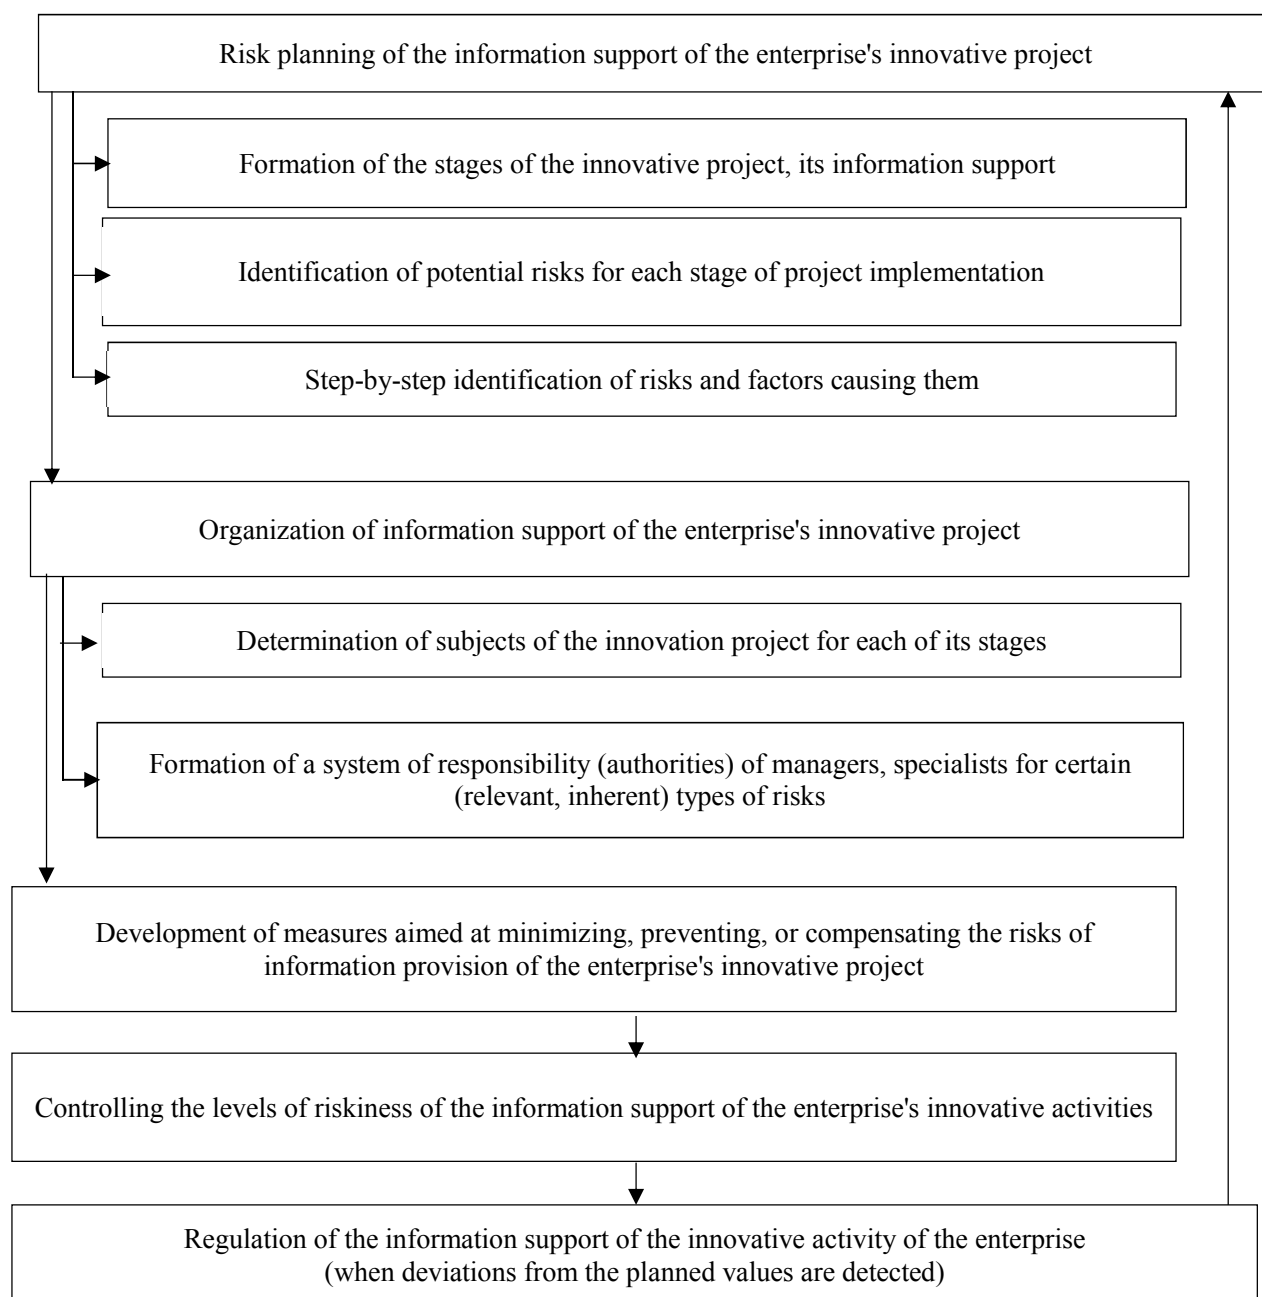 Risk planning of the information support of the enterprise's innovative project
Formation of the stages of the innovative project, its information support
Identification of potential risks for each stage of project implementation
Step-by-step identification of risks and factors causing them
Organization of information support of the enterprise's innovative project
Determination of subjects of the innovation project for each of its stages
Formation of a system of responsibility (authorities) of managers, specialists for certain
(relevant, inherent) types of risks
Development of measures aimed at minimizing, preventing, or compensating the risks of
information provision of the enterprise's innovative project
Controlling the levels of riskiness of the information support of the enterprise's innovative activities
Regulation of the information support of the innovative activity of the enterprise
(when deviations from the planned values are detected)